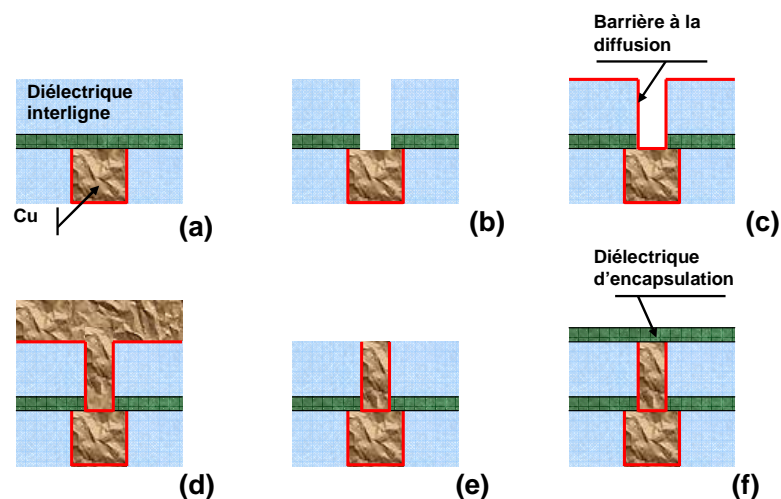 Barrière à la
diffusion
Diélectrique
interligne
Cu
(a)
(b)
(c)
Diélectrique
d'encapsulation
(d)
(e)
(f)